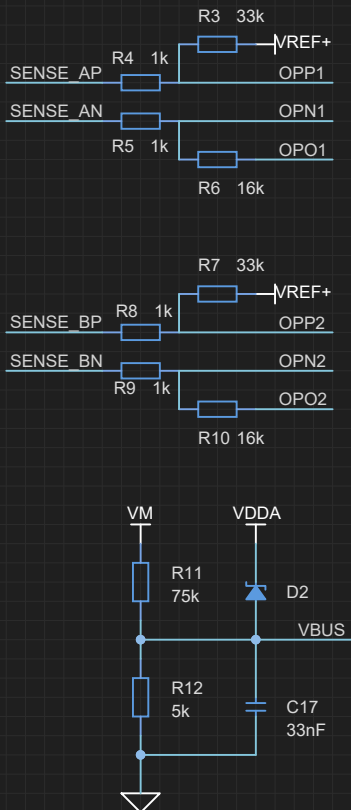 R3 33k
VREF+
R4 1k
SENSE_AP
OPP1
SENSE_AN
OPN1
R5 1k
OPO1
R6 16k
R7 33k
VREF+
R8 1k
SENSE_BP
OPP2
SENSE_BN
OPN2
R9 1k
OPO2
R10 16k
VM
VDDA
R11
75k
D2
VBUS
R12
5k
C17
33nF